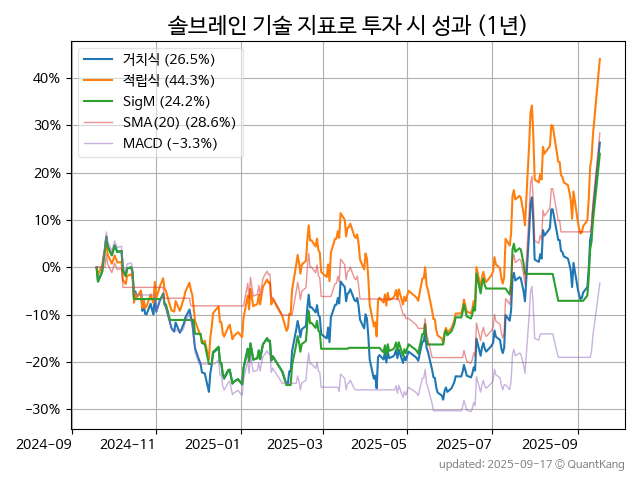 솔브레인 기술 지표로 투자 시 성과 (1년)
거치식 (26.5%)
적립식 (44.3%)
SigM (24.2%)
SMA(20) (28.6%)
MACD (-3.3%)
40%
30%
20%
10%
0%
-10%
-20%
-30%
2024-09 2024-11 2025-01 2025-03 2025-05 2025-07 2025-09
updated: 2025-09-17 © QuantKang